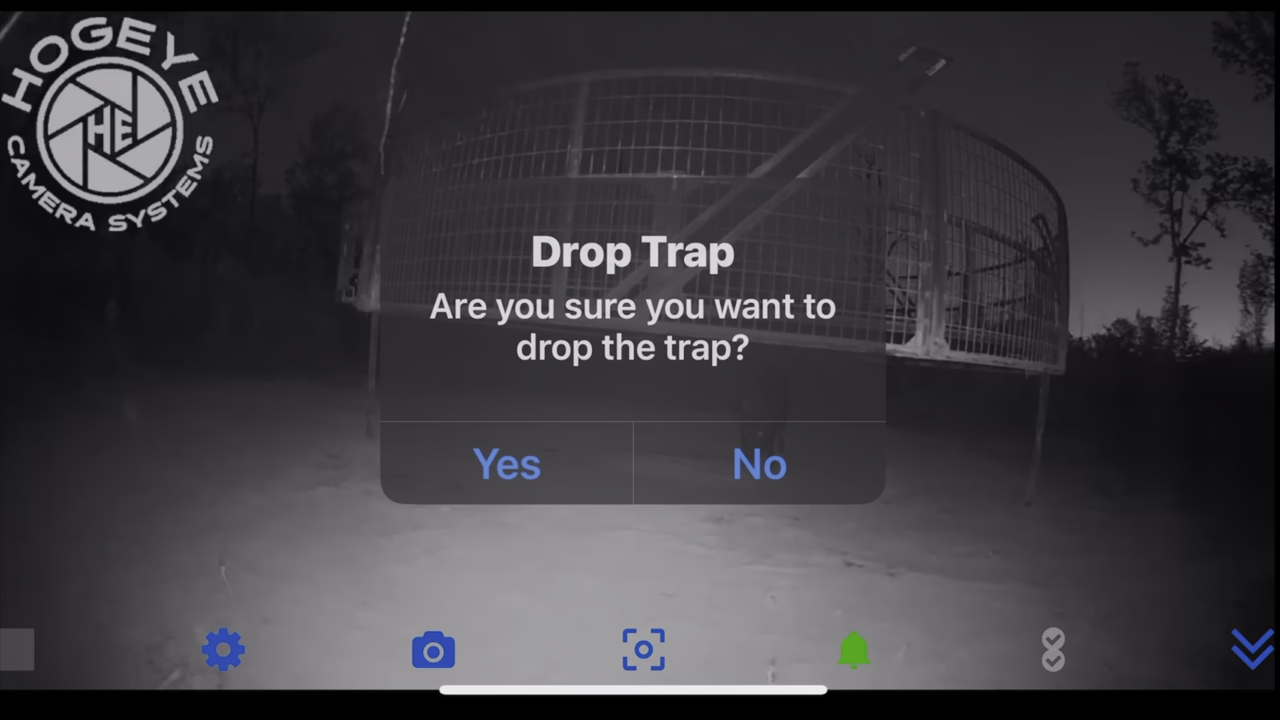 HOGEYE
HE
CAMERA SYSTEMS
Drop Trap
Are you sure you want to
drop the trap?
Yes
No